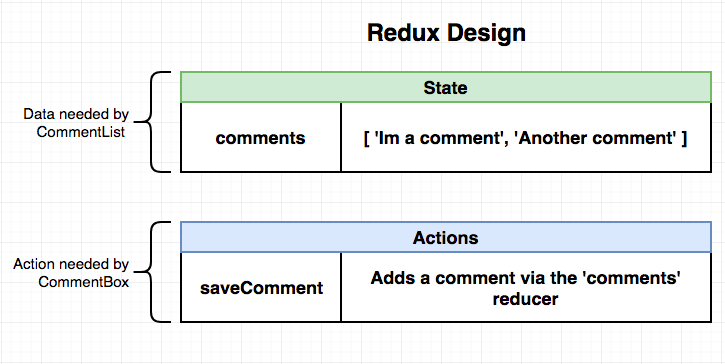 Redux Design
State
Data needed by
CommentList
comments
[ 'Im a comment', 'Another comment' ]
Actions
Action needed by
CommentBox
saveComment
Adds a comment via the 'comments'
reducer